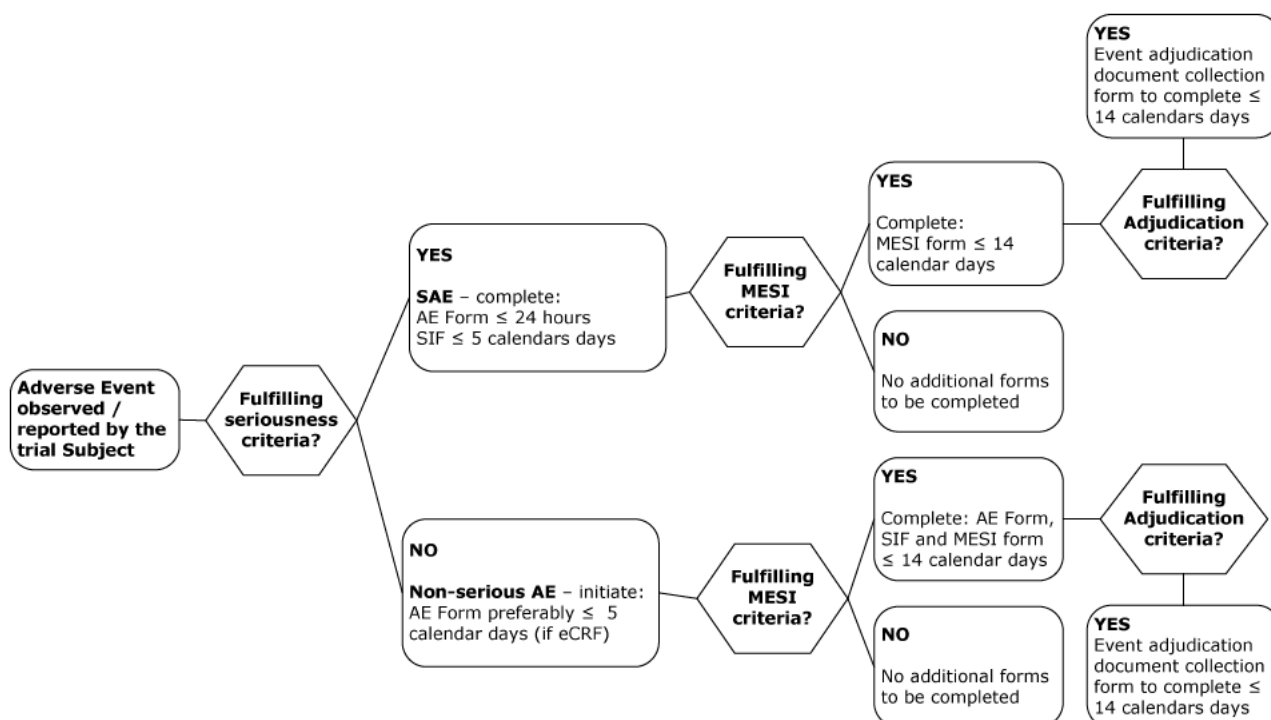 Adverse Event
observed /
reported by the
trial Subject
Fulfilling
seriousness
criteria?
YES
SAE – complete:
AE Form ≤ 24 hours
SIF ≤ 5 calendars days
Fulfilling
MESI
criteria?
YES
Complete:
MESI form ≤ 14
calendar days
Fulfilling
Adjudication
criteria?
YES
Event adjudication
document collection
form to complete ≤
14 calendars days
NO
No additional forms
to be completed
NO
Non-serious AE – initiate:
AE Form preferably ≤ 5
calendar days (if eCRF)
Fulfilling
MESI
criteria?
YES
Complete: AE Form,
SIF and MESI form
≤ 14 calendar days
Fulfilling
Adjudication
criteria?
YES
Event adjudication
document collection
form to complete ≤
14 calendars days
NO
No additional forms
to be completed